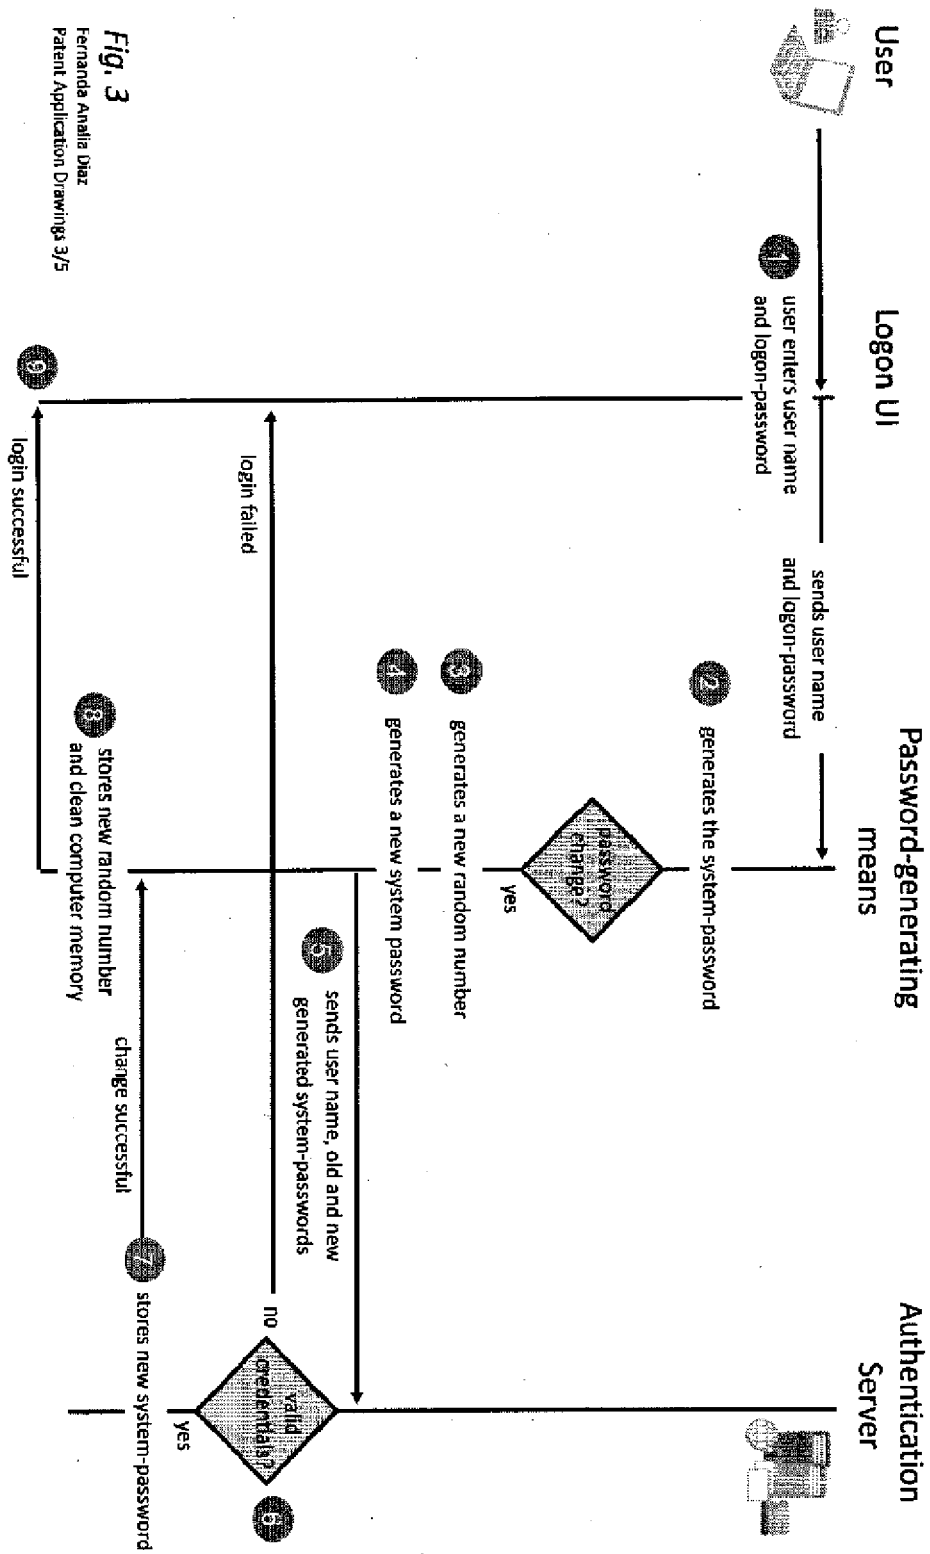 User
Logon UI
Password-generating
means
Authentication
Server
1
user enters user name
and logon-password
sends user name
and logon-password
2
generates the system-password
password
change?
yes
3
generates a new random number
4
generates a new system password
5
sends user name, old and new
generated system-passwords
valid
credentials?
6
no
yes
login failed
7
stores new system-password
change successful
8
stores new random number
and clean computer memory
9
login successful
Fig. 3
Fernanda Analia Diaz
Patent Application Drawings 3/5